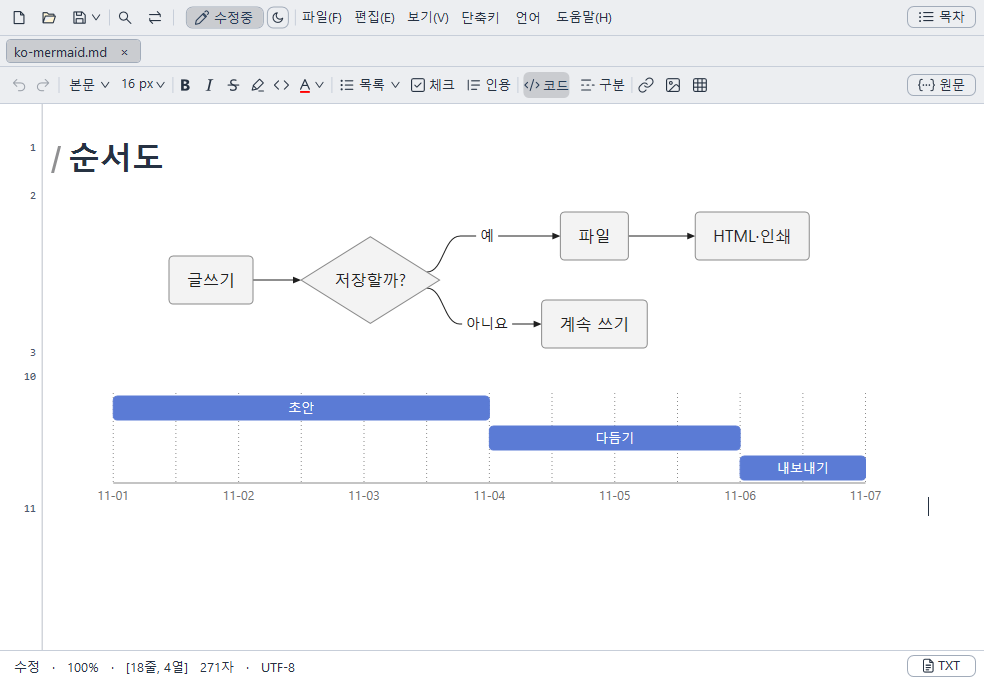 수정중 파일(F) 편집(E) 보기(V) 단축키 언어 도움말(H) 목차
ko-mermaid.md ×
본문 16 px B I S A 목록 체크 인용 </> 코드 구분 {···} 원문
1 / 순서도
2
예 파일 HTML·인쇄
글쓰기 저장할까?
아니요 계속 쓰기
3
10
초안
다듬기
내보내기
11-01 11-02 11-03 11-04 11-05 11-06 11-07
11
수정 · 100% · [18줄, 4열] 271자 · UTF-8 TXT